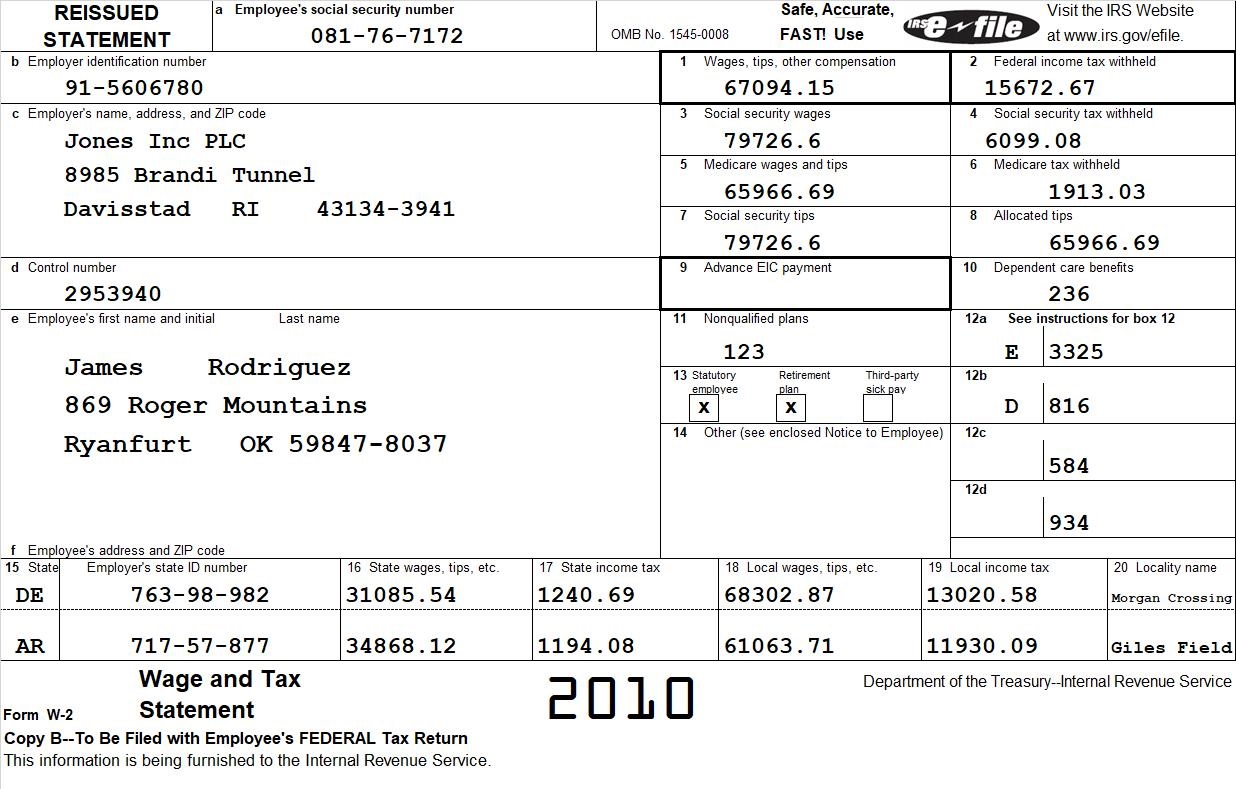 REISSUED
STATEMENT
a Employee's social security number
081-76-7172
OMB No. 1545-0008
Safe, Accurate,
FAST! Use
IRS e-file
Visit the IRS Website
at www.irs.gov/efile.
b Employer identification number
91-5606780
1 Wages, tips, other compensation
67094.15
2 Federal income tax withheld
15672.67
c Employer's name, address, and ZIP code
Jones Inc PLC
8985 Brandi Tunnel
Davisstad RI 43134-3941
3 Social security wages
79726.6
4 Social security tax withheld
6099.08
5 Medicare wages and tips
65966.69
6 Medicare tax withheld
1913.03
7 Social security tips
79726.6
8 Allocated tips
65966.69
d Control number
2953940
9 Advance EIC payment
10 Dependent care benefits
236
e Employee's first name and initial Last name
James Rodriguez
869 Roger Mountains
Ryanfurt OK 59847-8037
11 Nonqualified plans
123
12a See instructions for box 12
E 3325
13 Statutory employee
X
Retirement plan
X
Third-party sick pay
12b
D 816
14 Other (see enclosed Notice to Employee)
12c
584
12d
934
f Employee's address and ZIP code
15 State Employer's state ID number 16 State wages, tips, etc. 17 State income tax 18 Local wages, tips, etc. 19 Local income tax 20 Locality name
DE 763-98-982 31085.54 1240.69 68302.87 13020.58 Morgan Crossing
AR 717-57-877 34868.12 1194.08 61063.71 11930.09 Giles Field
Wage and Tax
Statement
Form W-2
2010
Department of the Treasury--Internal Revenue Service
Copy B--To Be Filed with Employee's FEDERAL Tax Return
This information is being furnished to the Internal Revenue Service.